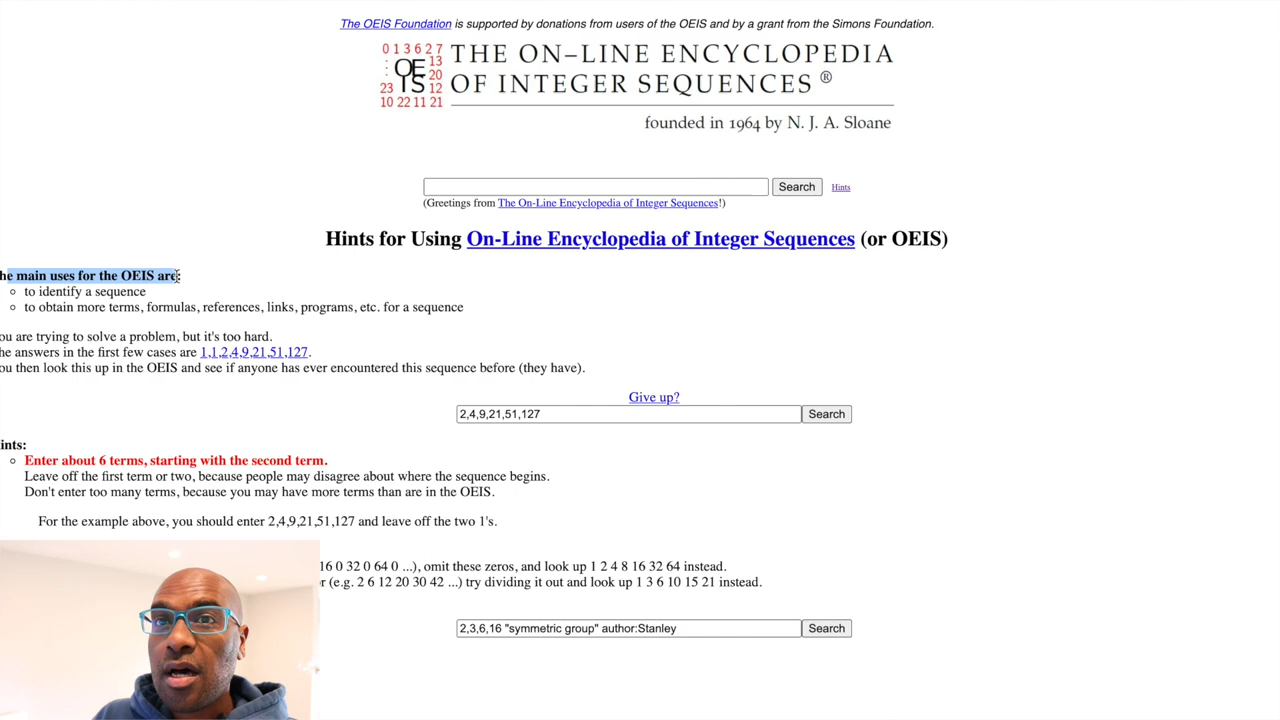 The OEIS Foundation is supported by donations from users of the OEIS and by a grant from the Simons Foundation.
0 1 3 6 2 7
: OE 13
IS 20
23 12
10 22 11 21
THE ON–LINE ENCYCLOPEDIA
OF INTEGER SEQUENCES ®
founded in 1964 by N. J. A. Sloane
Search Hints
(Greetings from The On-Line Encyclopedia of Integer Sequences!)
Hints for Using On-Line Encyclopedia of Integer Sequences (or OEIS)
he main uses for the OEIS are:
to identify a sequence
to obtain more terms, formulas, references, links, programs, etc. for a sequence
ou are trying to solve a problem, but it's too hard.
he answers in the first few cases are 1,1,2,4,9,21,51,127.
ou then look this up in the OEIS and see if anyone has ever encountered this sequence before (they have).
Give up?
2,4,9,21,51,127 Search
ints:
Enter about 6 terms, starting with the second term.
Leave off the first term or two, because people may disagree about where the sequence begins.
Don't enter too many terms, because you may have more terms than are in the OEIS.
For the example above, you should enter 2,4,9,21,51,127 and leave off the two 1's.
16 0 32 0 64 0 ...), omit these zeros, and look up 1 2 4 8 16 32 64 instead.
r (e.g. 2 6 12 20 30 42 ...) try dividing it out and look up 1 3 6 10 15 21 instead.
2,3,6,16 "symmetric group" author:Stanley Search